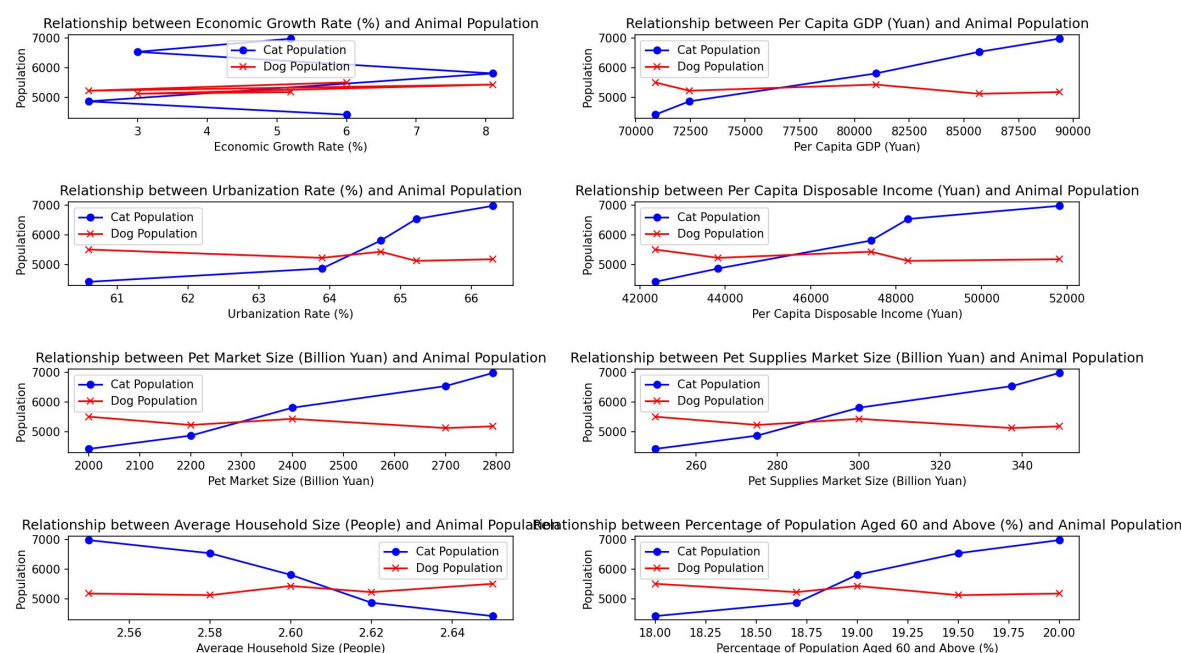 Relationship between Economic Growth Rate (%) and Animal Population
7000
6000
5000
Population
Cat Population
Dog Population
3 4 5 6 7 8
Economic Growth Rate (%)
Relationship between Per Capita GDP (Yuan) and Animal Population
7000
6000
5000
Population
70000 72500 75000 77500 80000 82500 85000 87500 90000
Per Capita GDP (Yuan)
Relationship between Urbanization Rate (%) and Animal Population
7000
6000
5000
Population
Cat Population
Dog Population
61 62 63 64 65 66
Urbanization Rate (%)
Relationship between Per Capita Disposable Income (Yuan) and Animal Population
7000
6000
5000
Population
Cat Population
Dog Population
42000 44000 46000 48000 50000 52000
Per Capita Disposable Income (Yuan)
Relationship between Pet Market Size (Billion Yuan) and Animal Population
7000
6000
5000
Population
Cat Population
Dog Population
2000 2100 2200 2300 2400 2500 2600 2700 2800
Pet Market Size (Billion Yuan)
Relationship between Pet Supplies Market Size (Billion Yuan) and Animal Population
7000
6000
5000
Population
Cat Population
Dog Population
260 280 300 320 340
Pet Supplies Market Size (Billion Yuan)
Relationship between Average Household Size (People) and Animal Population
7000
6000
5000
Population
Cat Population
Dog Population
2.56 2.58 2.60 2.62 2.64
Average Household Size (People)
Relationship between Percentage of Population Aged 60 and Above (%) and Animal Population
7000
6000
5000
Population
Cat Population
Dog Population
18.00 18.25 18.50 18.75 19.00 19.25 19.50 19.75 20.00
Percentage of Population Aged 60 and Above (%)